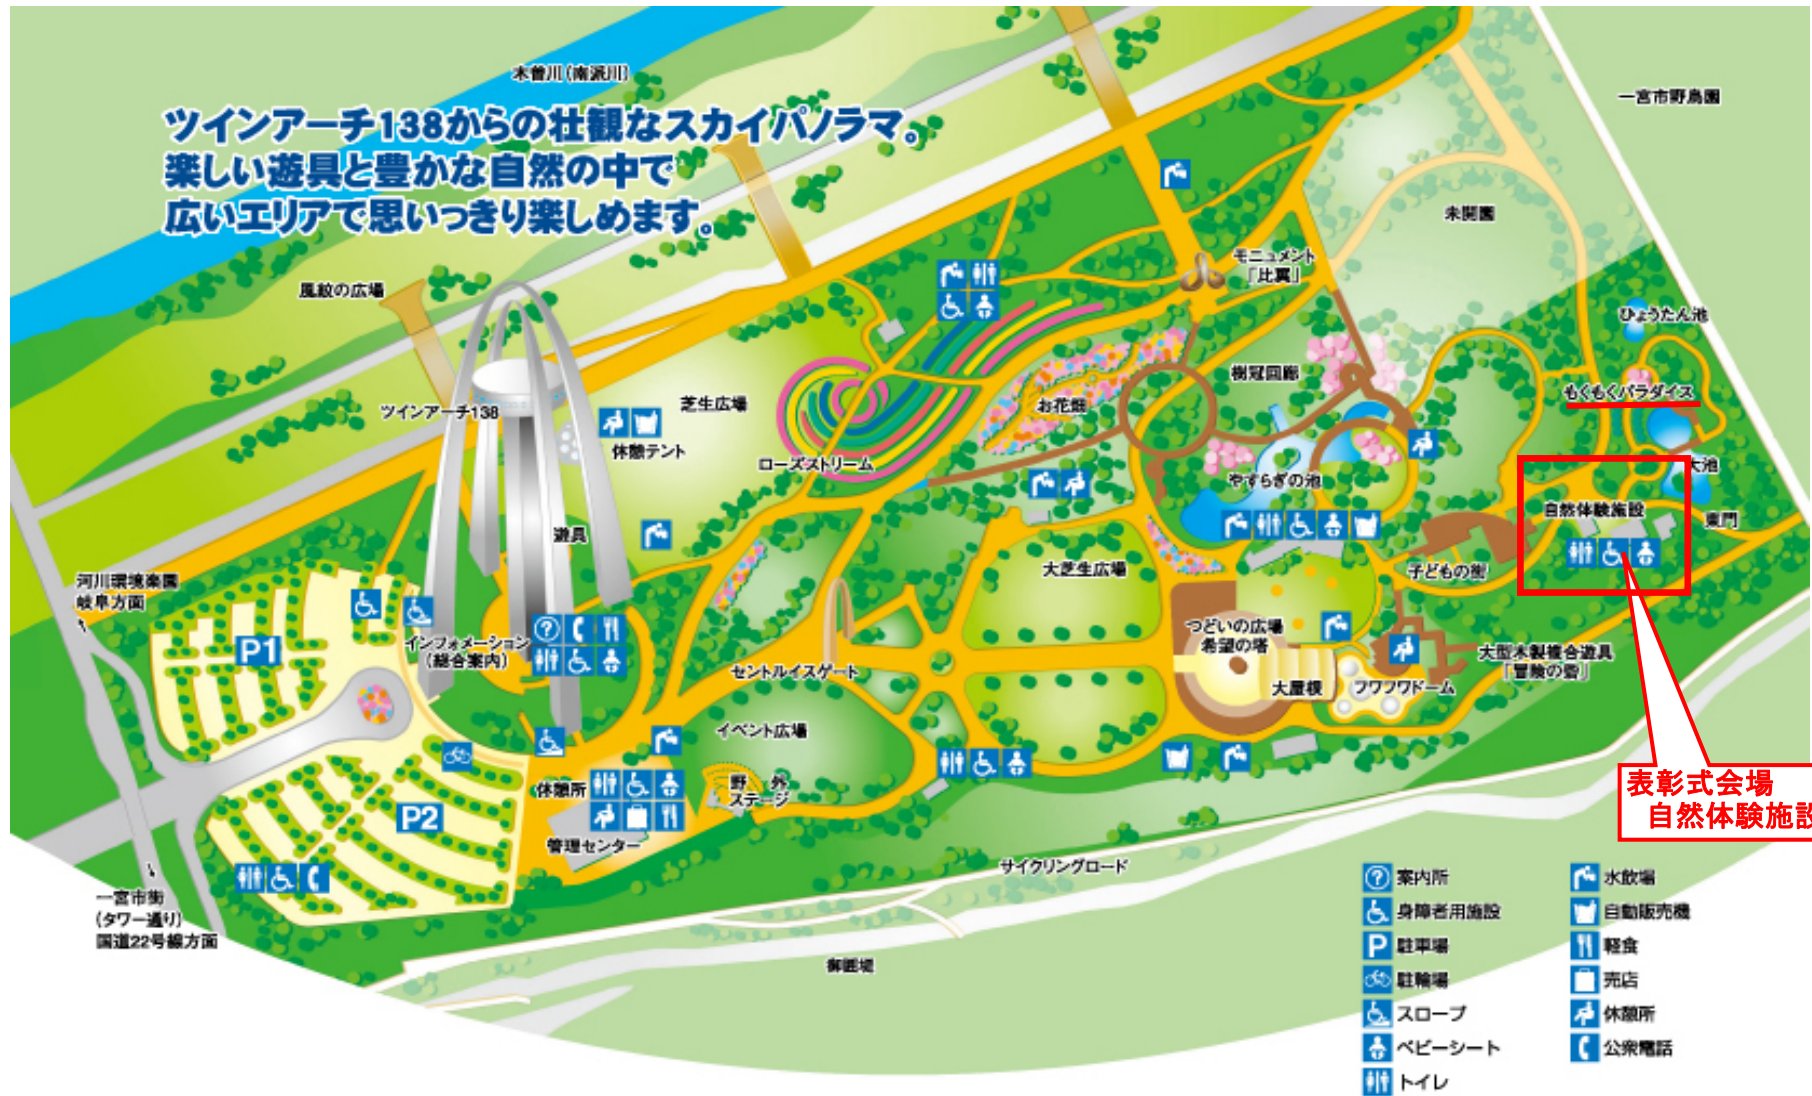 木曽川(南派川)
ツインアーチ138からの壮観なスカイパノラマ。
楽しい遊具と豊かな自然の中で
広いエリアで思いっきり楽しめます。
一宮市野鳥園
未開園
モニュメント
「比翼」
風紋の広場
ひょうたん池
樹冠回廊
もくもくパラダイス
ツインアーチ138
芝生広場
お花畑
休憩テント
ローズストリーム
やすらぎの池
大池
自然体験施設
東門
遊具
大芝生広場
子どもの街
河川環境楽園
岐阜方面
P1
インフォメーション
(総合案内)
?
つどいの広場
希望の塔
セントルイスゲート
大型木製複合遊具
「冒険の砦」
大屋根
フワフワドーム
イベント広場
休憩所
野 外
ステージ
P2
管理センター
表彰式会場
自然体験施設
サイクリングロード
一宮市街
(タワー通り)
国道22号線方面
御囲堤
? 案内所
身障者用施設
P 駐車場
駐輪場
スロープ
ベビーシート
トイレ
水飲場
自動販売機
軽食
売店
休憩所
公衆電話